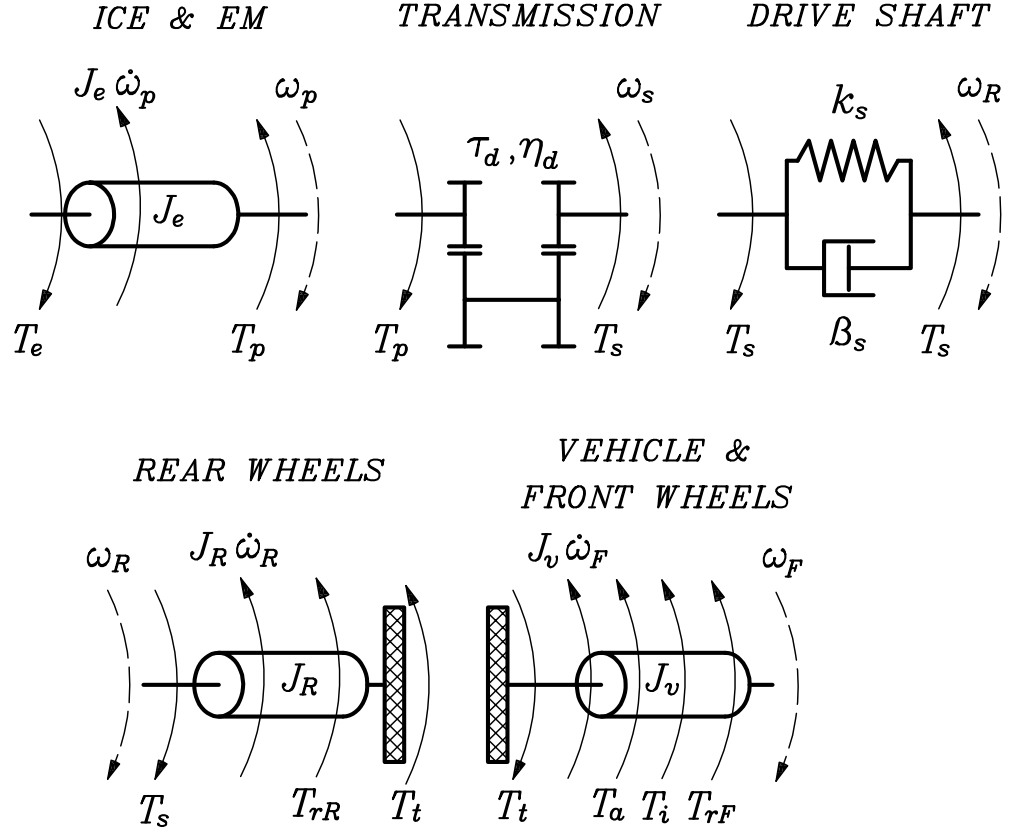 ICE & EM TRANSMISSION DRIVE SHAFT
J_e ω̇_p ω_p ω_s k_s ω_R
τ_d , η_d
J_e
T_e T_p T_p T_s T_s β_s T_s
REAR WHEELS VEHICLE &
FRONT WHEELS
ω_R J_R ω̇_R J_v ω̇_F ω_F
J_R J_v
T_s T_rR T_t T_t T_a T_i T_rF